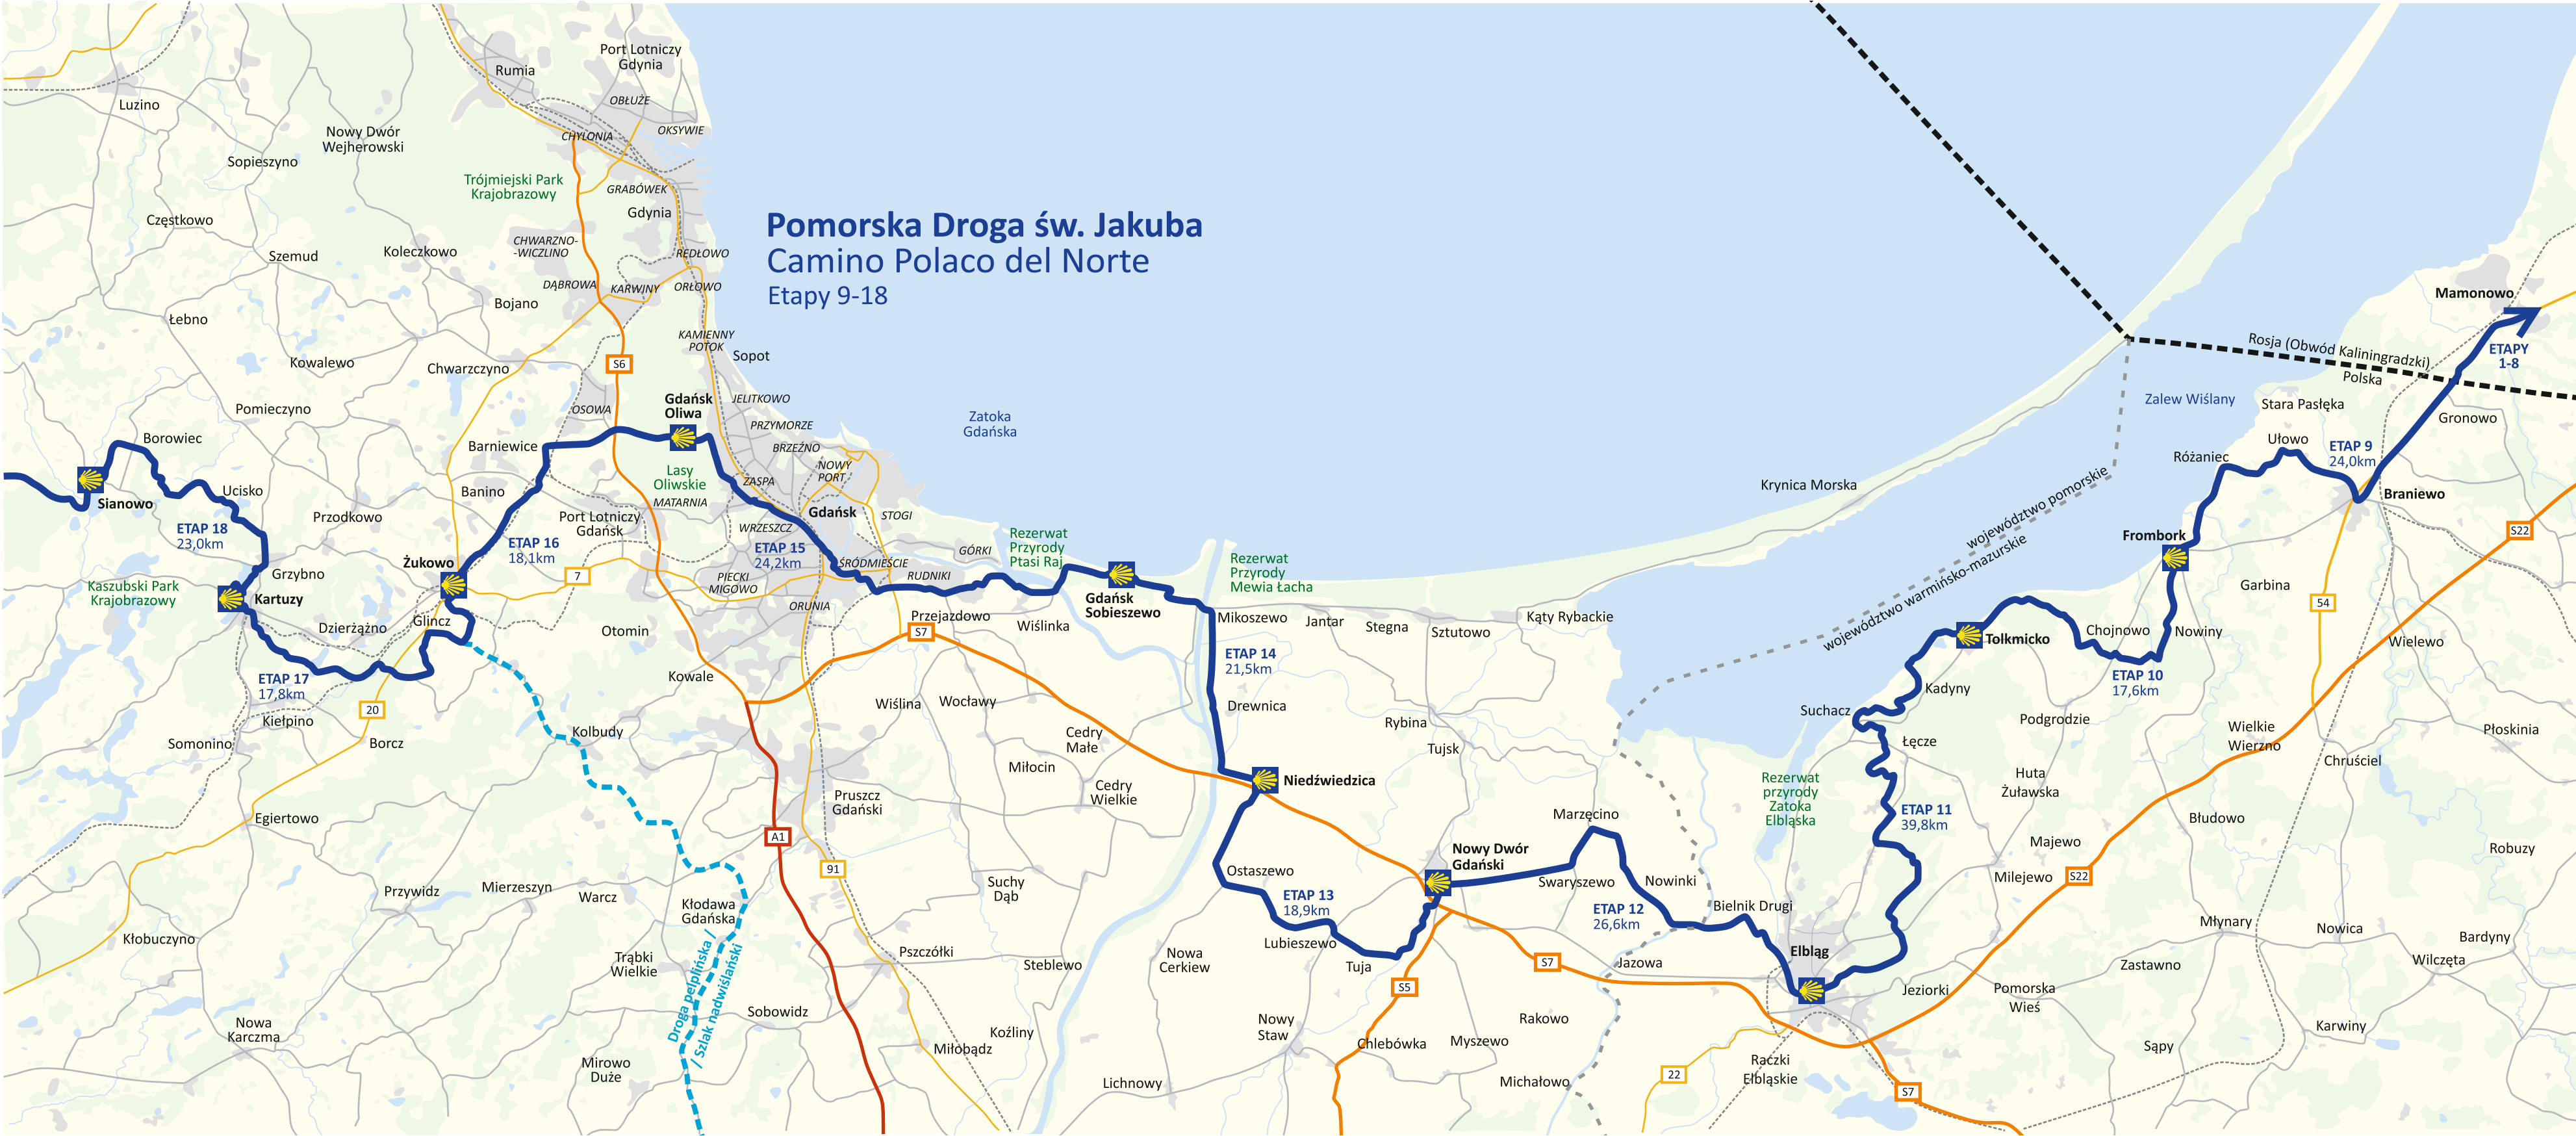 Pomorska Droga św. Jakuba
Camino Polaco del Norte
Etapy 9-18
Port Lotniczy
Gdynia
Rumia
OBŁUŻE
Luzino
OKSYWIE
CHYLONIA
Nowy Dwór
Wejherowski
Sopieszyno
Trójmiejski Park
Krajobrazowy
GRABÓWEK
Gdynia
Częstkowo
CHWARZNO-
-WICZLINO
Koleczkowo
REDŁOWO
Szemud
DĄBROWA
KARWINY
ORŁOWO
Bojano
Łebno
KAMIENNY
POTOK
Sopot
Kowalewo
Chwarzczyno
S6
Gdańsk
Oliwa
JELITKOWO
OSOWA
Pomieczyno
PRZYMORZE
Zatoka
Gdańska
Borowiec
Barniewice
BRZEŹNO
Lasy
Oliwskie
NOWY
PORT
ZASPA
Ucisko
Banino
MATARNIA
Sianowo
Gdańsk
STOGI
Przodkowo
Port Lotniczy
Gdańsk
WRZESZCZ
ETAP 18
23,0km
ETAP 16
18,1km
ETAP 15
24,2km
GÓRKI
Rezerwat
Przyrody
Ptasi Raj
Żukowo
ŚRÓDMIEŚCIE
Grzybno
7
RUDNIKI
PIECKI
MIGOWO
Kaszubski Park
Krajobrazowy
Kartuzy
ORUNIA
Gdańsk
Sobieszewo
Rezerwat
Przyrody
Mewia Łacha
Przejazdowo
Glincz
Dzierżążno
Otomin
S7
Wiślinka
Mikoszewo
Jantar
Stegna
Sztutowo
Kąty Rybackie
ETAP 17
17,8km
Kowale
ETAP 14
21,5km
20
Kiełpino
Wiślina
Wocławy
Drewnica
Rybina
Somonino
Borcz
Kolbudy
Cedry
Małe
Tujsk
Miłocin
Niedźwiedzica
Cedry
Wielkie
Pruszcz
Gdański
Egiertowo
A1
Marzęcino
Nowy Dwór
Gdański
91
Ostaszewo
Przywidz
Mierzeszyn
Warcz
Suchy
Dąb
Swaryszewo
Nowinki
ETAP 13
18,9km
ETAP 12
26,6km
Kłodawa
Gdańska
Bielnik Drugi
Kłobuczyno
Lubieszewo
Pszczółki
Nowa
Cerkiew
Trąbki
Wielkie
Steblewo
Tuja
S7
Jazowa
Elbląg
S5
Droga pelplińska /
/ Szlak nadwiślański
Sobowidz
Nowa
Karczma
Koźliny
Nowy
Staw
Rakowo
Miłobądz
Chlebówka
Myszewo
Mirowo
Duże
Lichnowy
Michałowo
22
Raczki
Elbląskie
S7
Mamonowo
Rosja (Obwód Kaliningradzki)
Polska
ETAPY
1-8
Zalew Wiślany
Stara Pasłęka
Gronowo
Ułowo
ETAP 9
24,0km
Różaniec
Krynica Morska
Braniewo
województwo pomorskie
województwo warmińsko-mazurskie
Frombork
S22
Garbina
54
Tolkmicko
Chojnowo
Nowiny
Wielewo
ETAP 10
17,6km
Kadyny
Suchacz
Podgrodzie
Wielkie
Wierzno
Płoskinia
Łęcze
Chruściel
Rezerwat
przyrody
Zatoka
Elbląska
Huta
Żuławska
ETAP 11
39,8km
Błudowo
Majewo
Robuzy
Milejewo
S22
Młynary
Nowica
Bardyny
Wilczęta
Zastawno
Jeziorki
Pomorska
Wieś
Karwiny
Sąpy